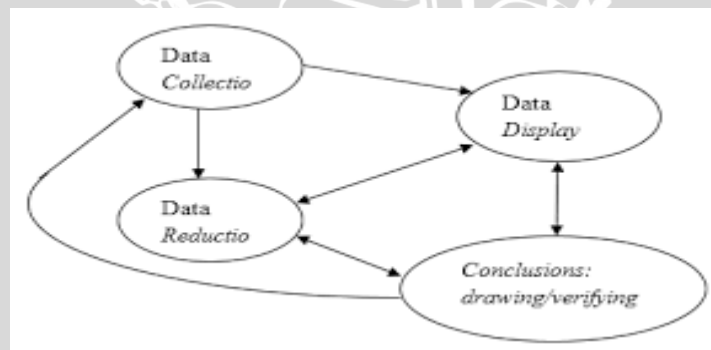 Data
Collectio
Data
Display
Data
Reductio
Conclusions:
drawing/verifying